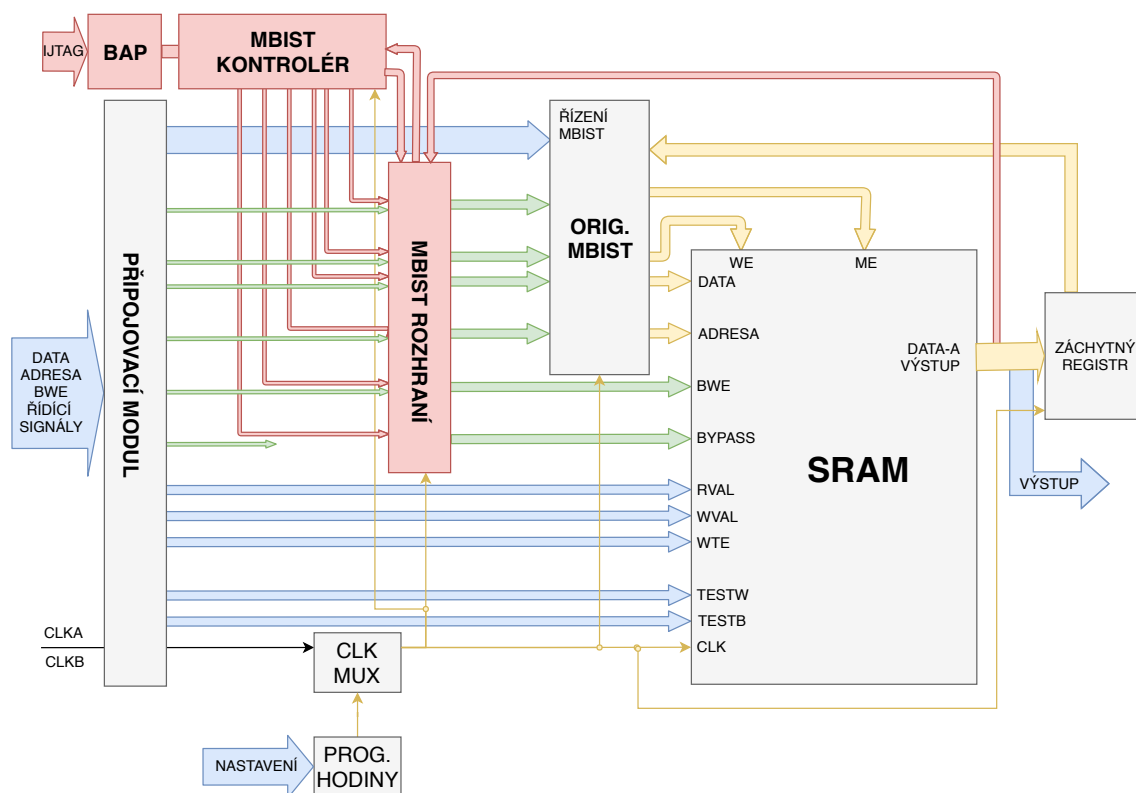 IJTAG
BAP
MBIST
KONTROLÉR
ŘÍZENÍ
MBIST
ORIG.
MBIST
PŘIPOJOVACÍ MODUL
MBIST ROZHRANÍ
WE
ME
DATA
ADRESA
BWE
BYPASS
RVAL
WVAL
WTE
TESTW
TESTB
CLK
SRAM
DATA-A
VÝSTUP
ZÁCHYTNÝ
REGISTR
VÝSTUP
DATA
ADRESA
BWE
ŘÍDÍCÍ
SIGNÁLY
CLKA
CLKB
CLK
MUX
NASTAVENÍ
PROG.
HODINY